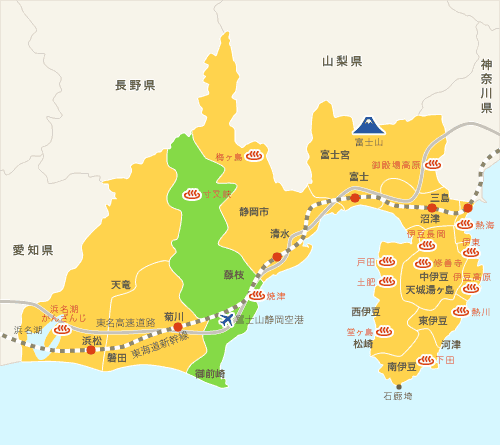 山梨県
神奈川県
長野県
富士山
富士宮
御殿場高原
梅ヶ島
富士
寸又峡
三島
静岡市
沼津
熱海
清水
伊豆長岡
伊東
愛知県
戸田
修善寺
藤枝
中伊豆
伊豆高原
天竜
土肥
天城湯ヶ島
焼津
浜名湖
かんざんじ
菊川
西伊豆
熱川
東名高速道路
富士山静岡空港
東伊豆
浜名湖
堂ヶ島
浜松
東海道新幹線
松崎
河津
磐田
下田
南伊豆
御前崎
石廊埼